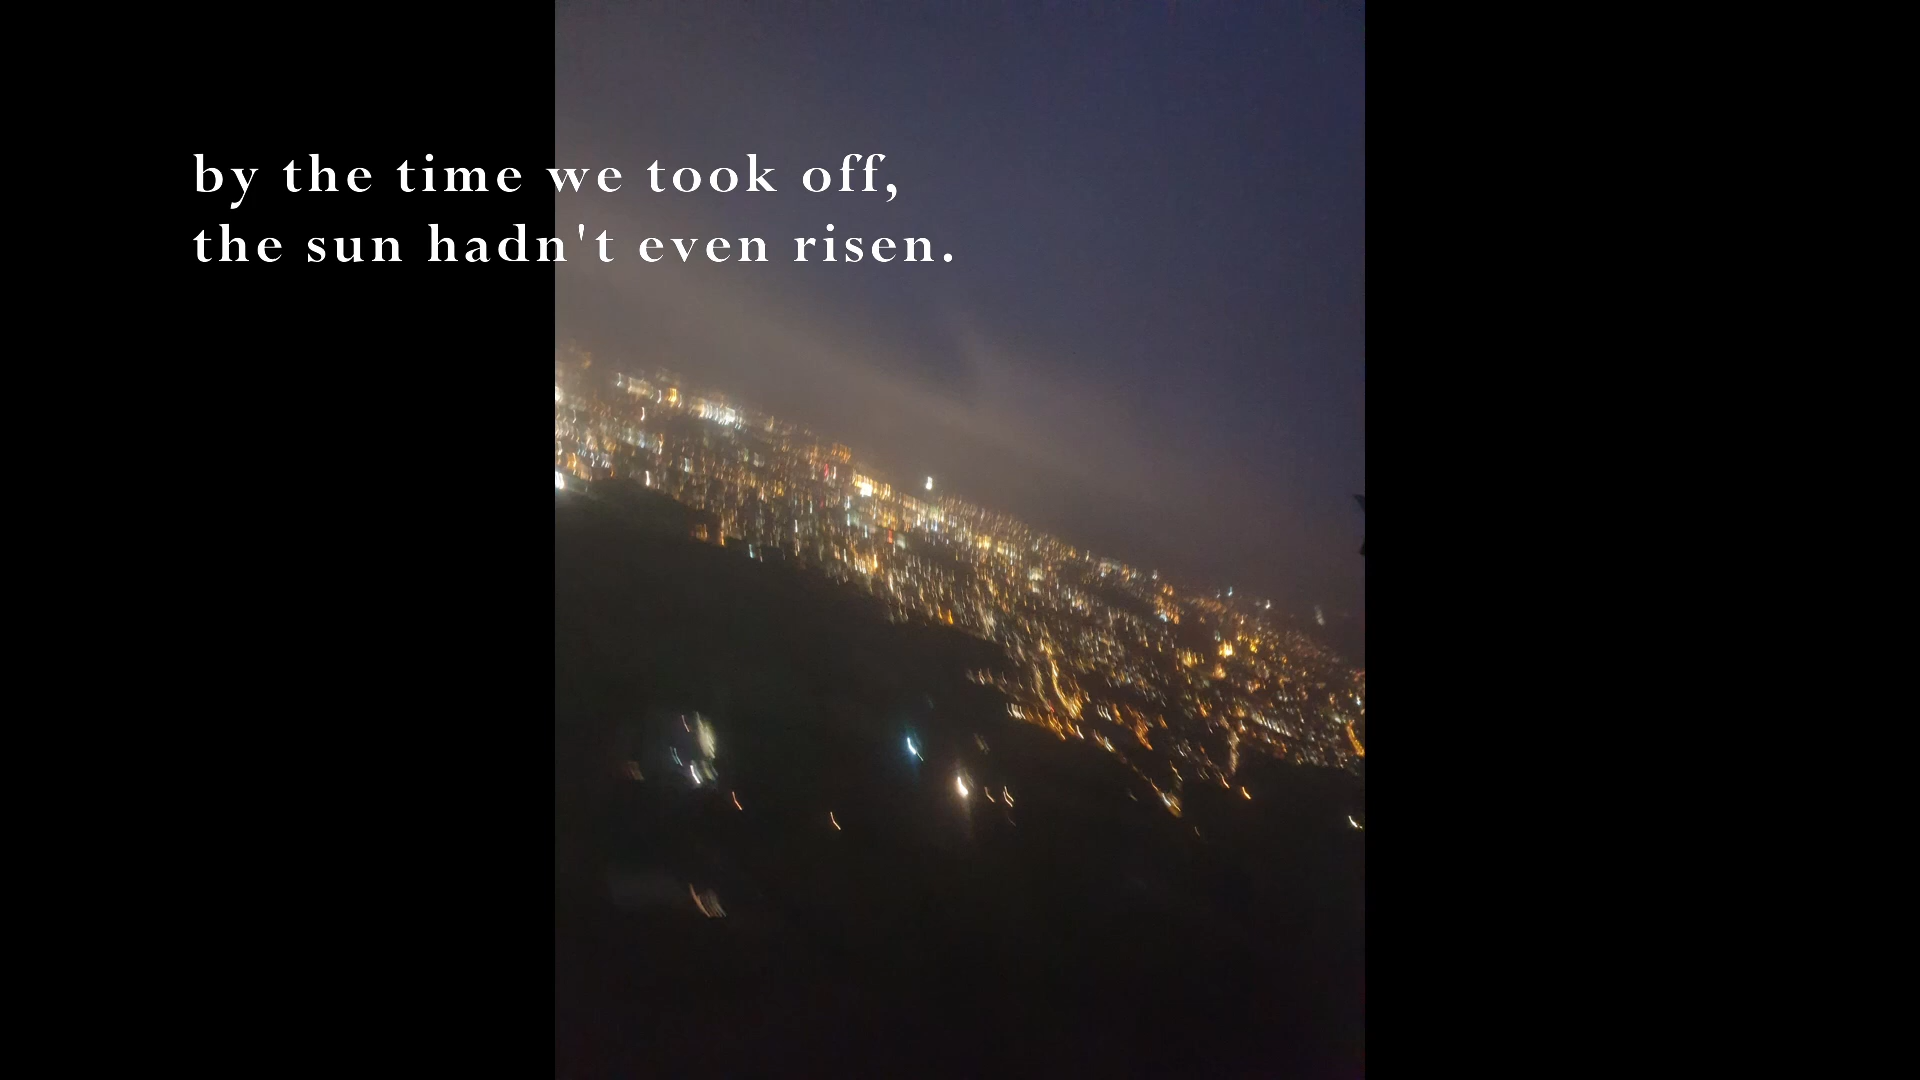 by the time we took off,
the sun hadn't even risen.